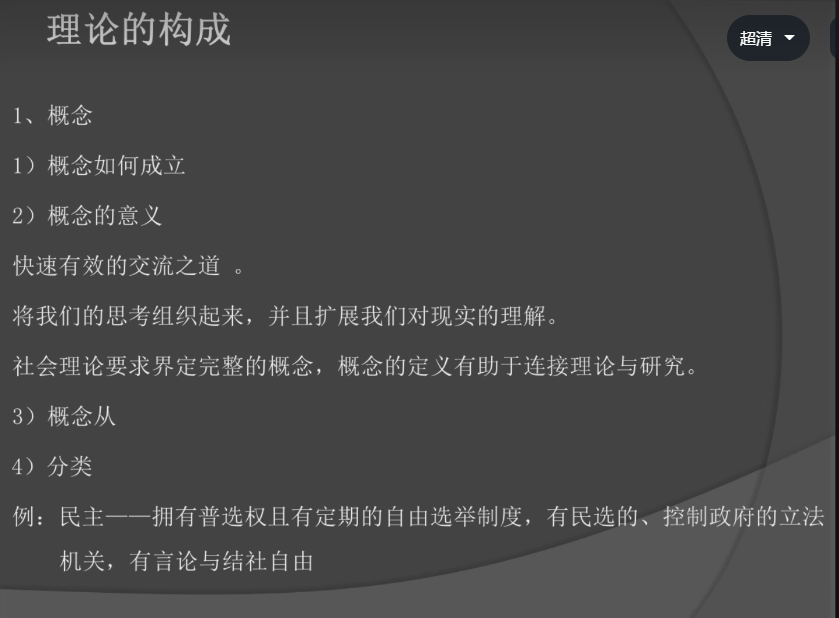 理论的构成
超清
1、概念
1）概念如何成立
2）概念的意义
快速有效的交流之道 。
将我们的思考组织起来，并且扩展我们对现实的理解。
社会理论要求界定完整的概念，概念的定义有助于连接理论与研究。
3）概念从
4）分类
例：民主——拥有普选权且有定期的自由选举制度，有民选的、控制政府的立法
机关，有言论与结社自由